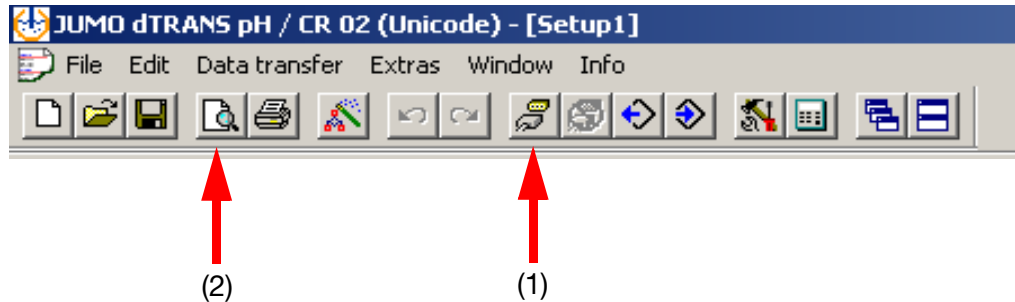 JUMO dTRANS pH / CR 02 (Unicode) - [Setup1]
File Edit Data transfer Extras Window Info
(2) (1)